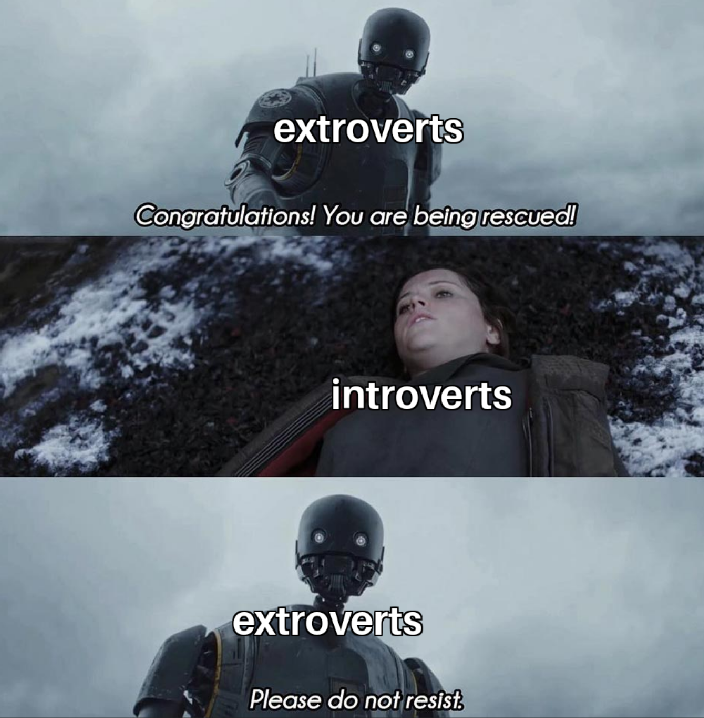 extroverts
Congratulations! You are being rescued!
introverts
extroverts
Please do not resist.